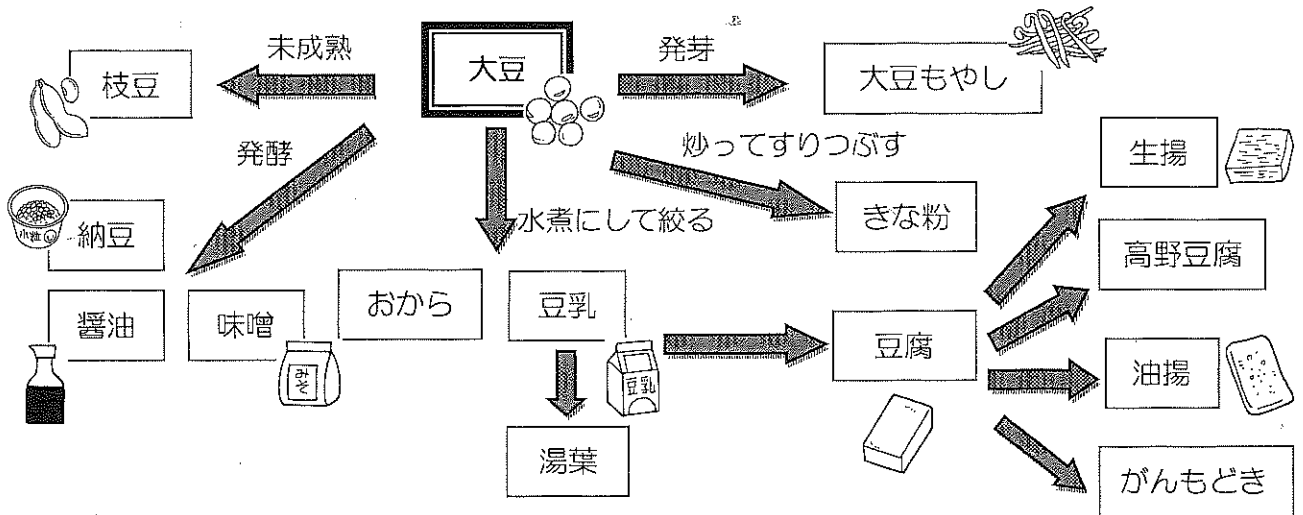 未成熟
大豆
発芽
枝豆
大豆もやし
発酵
炒ってすりつぶす
生揚
小粒
納豆
水煮にして絞る
きな粉
高野豆腐
醤油
味噌
おから
豆乳
豆腐
油揚
みそ
豆乳
湯葉
がんもどき